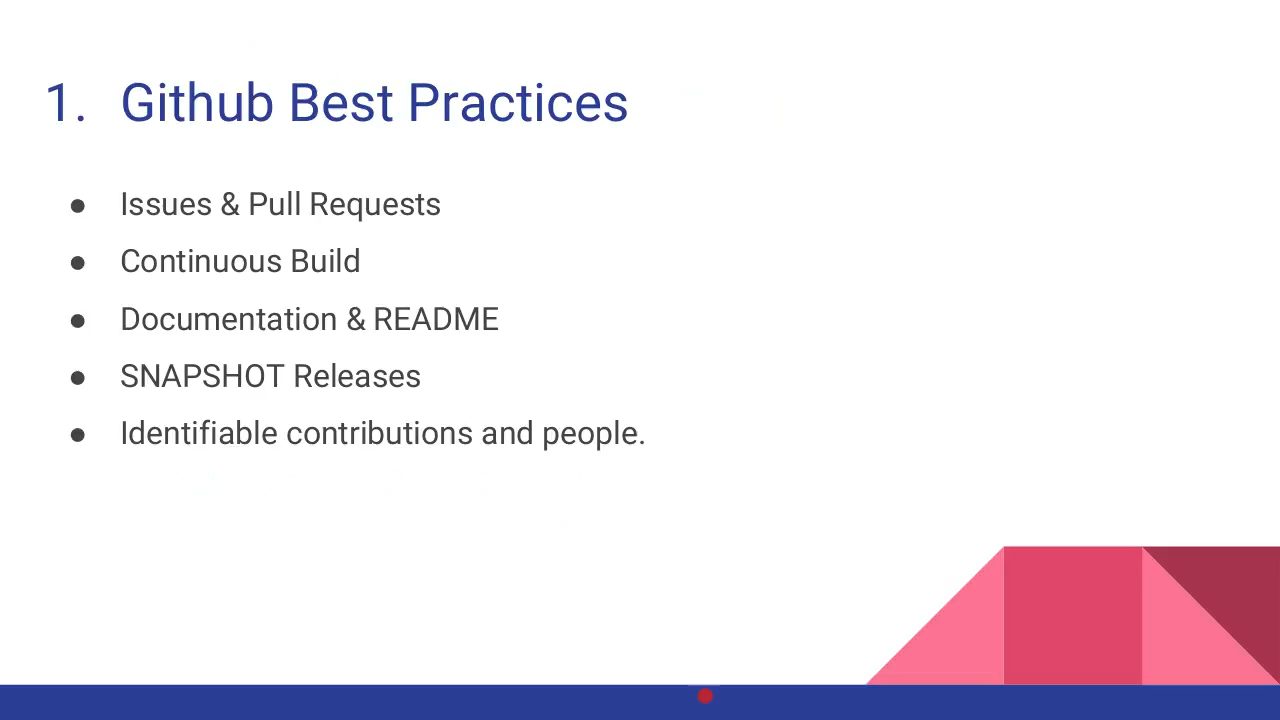 1. Github Best Practices
● Issues & Pull Requests
● Continuous Build
● Documentation & README
● SNAPSHOT Releases
● Identifiable contributions and people.